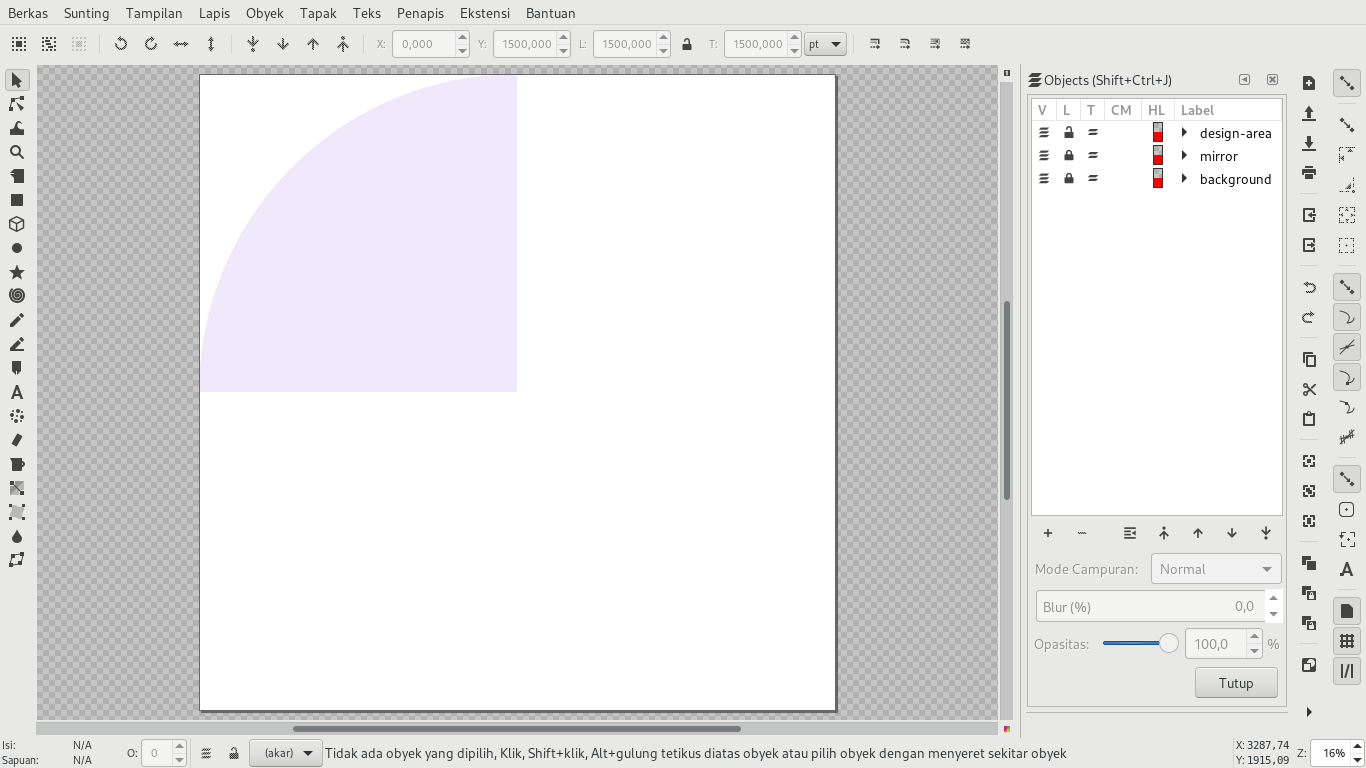 Berkas Sunting Tampilan Lapis Obyek Tapak Teks Penapis Ekstensi Bantuan
X: 0,000 Y: 1500,000 L: 1500,000 T: 1500,000 pt
Objects (Shift+Ctrl+J)
V L T CM HL Label
design-area
mirror
background
Mode Campuran: Normal
Blur (%) 0,0
Opasitas: 100,0 %
Tutup
Isi: N/A
Sapuan: N/A
O: 0
(akar)
Tidak ada obyek yang dipilih, Klik, Shift+klik, Alt+gulung tetikus diatas obyek atau pilih obyek dengan menyeret sekitar obyek
X: 3287,74
Y: 1915,09
Z: 16%